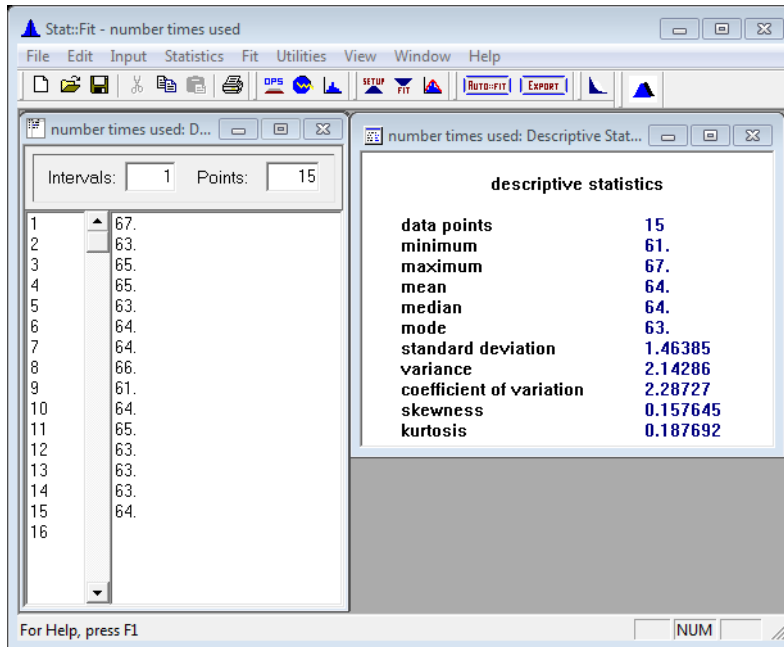 Stat::Fit - number times used
File Edit Input Statistics Fit Utilities View Window Help
OPS SETUP FIT AUTO::FIT EXPORT
number times used: D...
Intervals: 1 Points: 15
1 67.
2 63.
3 65.
4 65.
5 63.
6 64.
7 64.
8 66.
9 61.
10 64.
11 65.
12 63.
13 63.
14 63.
15 64.
16
number times used: Descriptive Stat...
descriptive statistics
data points 15
minimum 61.
maximum 67.
mean 64.
median 64.
mode 63.
standard deviation 1.46385
variance 2.14286
coefficient of variation 2.28727
skewness 0.157645
kurtosis 0.187692
For Help, press F1
NUM